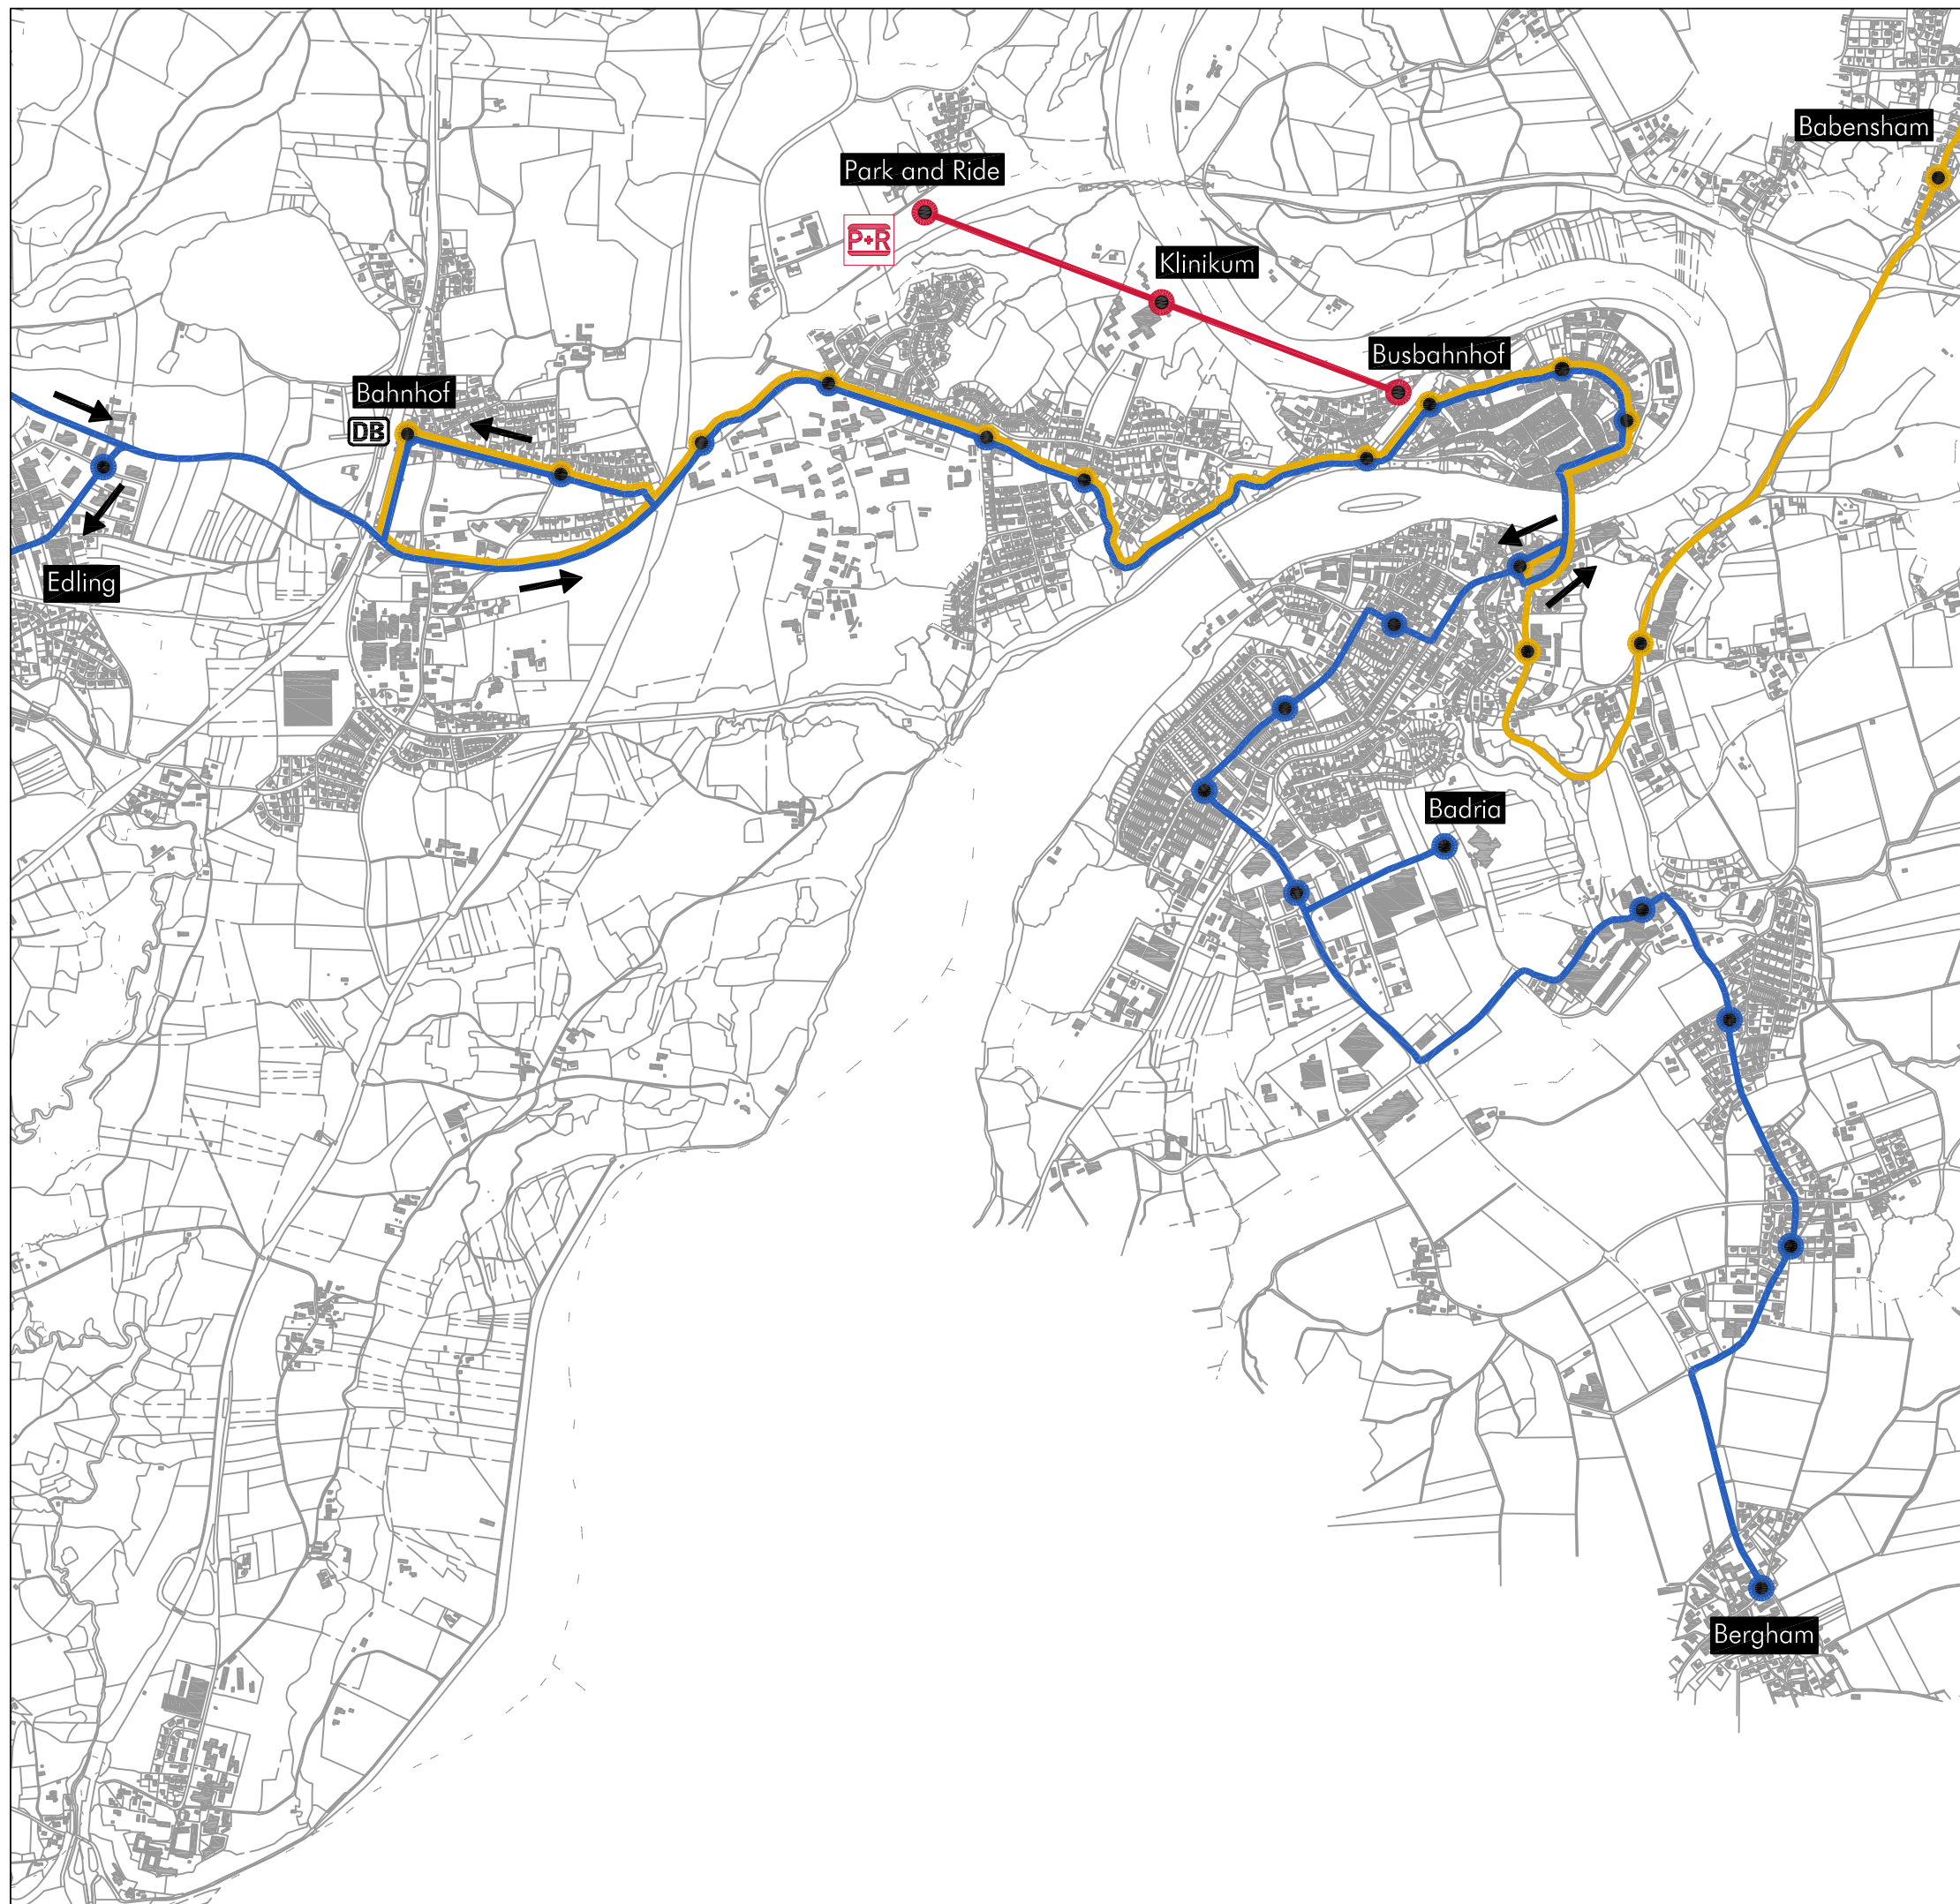 Babensham
Park and Ride
P+R
Klinikum
Busbahnhof
Bahnhof
DB
Edling
Badria
Bergham